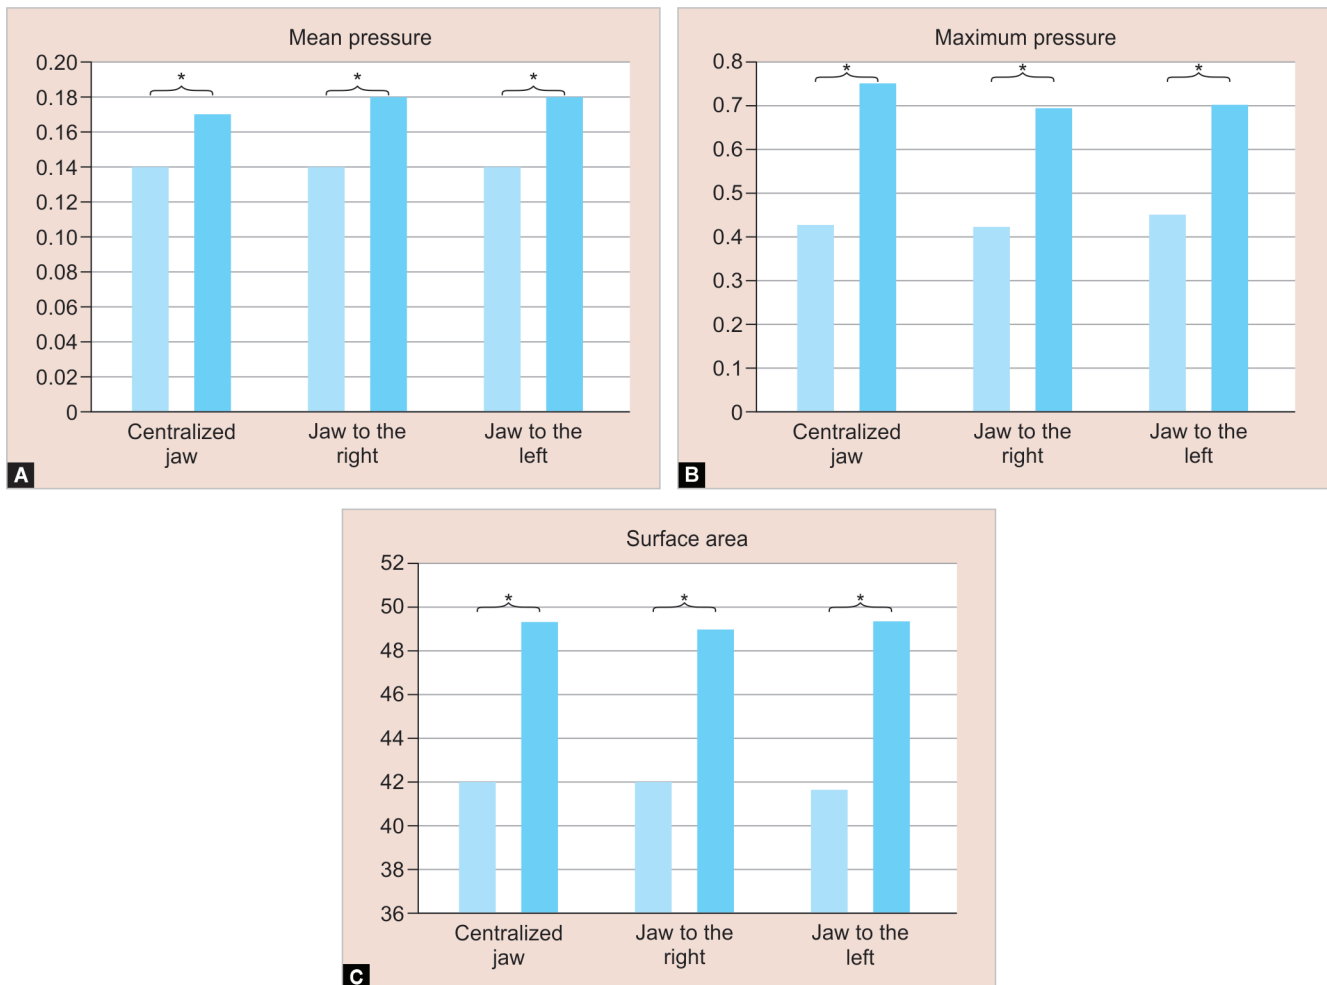 Mean pressure
0.20
0.18
0.16
0.14
0.12
0.10
0.08
0.06
0.04
0.02
0
*
*
*
Centralized
jaw
Jaw to the
right
Jaw to the
left
A
Maximum pressure
0.8
0.7
0.6
0.5
0.4
0.3
0.2
0.1
0
*
*
*
Centralized
jaw
Jaw to the
right
Jaw to the
left
B
Surface area
52
50
48
46
44
42
40
38
36
*
*
*
Centralized
jaw
Jaw to the
right
Jaw to the
left
C